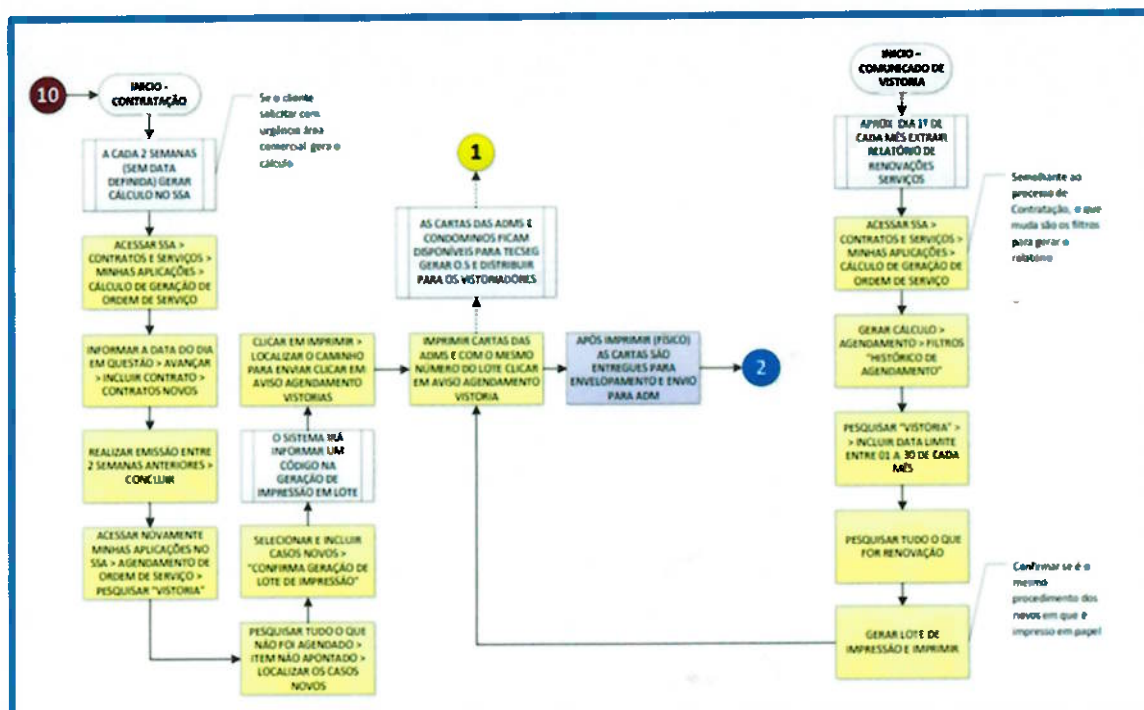 10
INICIO -
CONTRATAÇÃO
Se o cliente
solicitar com
urgência área
comercial gera o
cálculo
A CADA 2 SEMANAS
(SEM DATA
DEFINIDA) GERAR
CÁLCULO NO SSA
ACESSAR SSA >
CONTRATOS E SERVIÇOS >
MINHAS APLICAÇÕES >
CÁLCULO DE GERAÇÃO DE
ORDEM DE SERVIÇO
INFORMAR A DATA DO DIA
EM QUESTÃO > AVANÇAR
> INCLUIR CONTRATO >
CONTRATOS NOVOS
REALIZAR EMISSÃO ENTRE
2 SEMANAS ANTERIORES >
CONCLUIR
ACESSAR NOVAMENTE
MINHAS APLICAÇÕES NO
SSA > AGENDAMENTO DE
ORDEM DE SERVIÇO >
PESQUISAR "VISTORIA"
PESQUISAR TUDO O QUE
NÃO FOI AGENDADO >
ITEM NÃO APONTADO >
LOCALIZAR OS CASOS
NOVOS
SELECIONAR E INCLUIR
CASOS NOVOS >
"CONFIRMA GERAÇÃO DE
LOTE DE IMPRESSÃO"
O SISTEMA IRÁ
INFORMAR UM
CÓDIGO NA
GERAÇÃO DE
IMPRESSÃO EM LOTE
CLICAR EM IMPRIMIR >
LOCALIZAR O CAMINHO
PARA ENVIAR CLICAR EM
AVISO AGENDAMENTO
VISTORIAS
IMPRIMIR CARTAS DAS
ADMS E COM O MESMO
NÚMERO DO LOTE CLICAR
EM AVISO AGENDAMENTO
VISTORIA
AS CARTAS DAS ADMS E
CONDOMINIOS FICAM
DISPONÍVEIS PARA TECSEG
GERAR O.S E DISTRIBUIR
PARA OS VISTORIADORES
1
APÓS IMPRIMIR (FÍSICO)
AS CARTAS SÃO
ENTREGUES PARA
ENVELOPAMENTO E ENVIO
PARA ADM
2
INICIO –
COMUNICADO DE
VISTORIA
APROX. DIA 1º DE
CADA MÊS EXTRAIR
RELATÓRIO DE
RENOVAÇÕES
SERVIÇOS
Semelhante ao
processo de
Contratação, o que
muda são os filtros
para gerar o
relatório
ACESSAR SSA >
CONTRATOS E SERVIÇOS >
MINHAS APLICAÇÕES >
CÁLCULO DE GERAÇÃO DE
ORDEM DE SERVIÇO
GERAR CÁLCULO >
AGENDAMENTO > FILTROS
"HISTÓRICO DE
AGENDAMENTO"
PESQUISAR "VISTORIA" >
> INCLUIR DATA LIMITE
ENTRE 01 A 30 DE CADA
MÊS
PESQUISAR TUDO O QUE
FOR RENOVAÇÃO
GERAR LOTE DE
IMPRESSÃO E IMPRIMIR
Confirmar se é o
mesmo
procedimento dos
novos em que é
impresso em papel